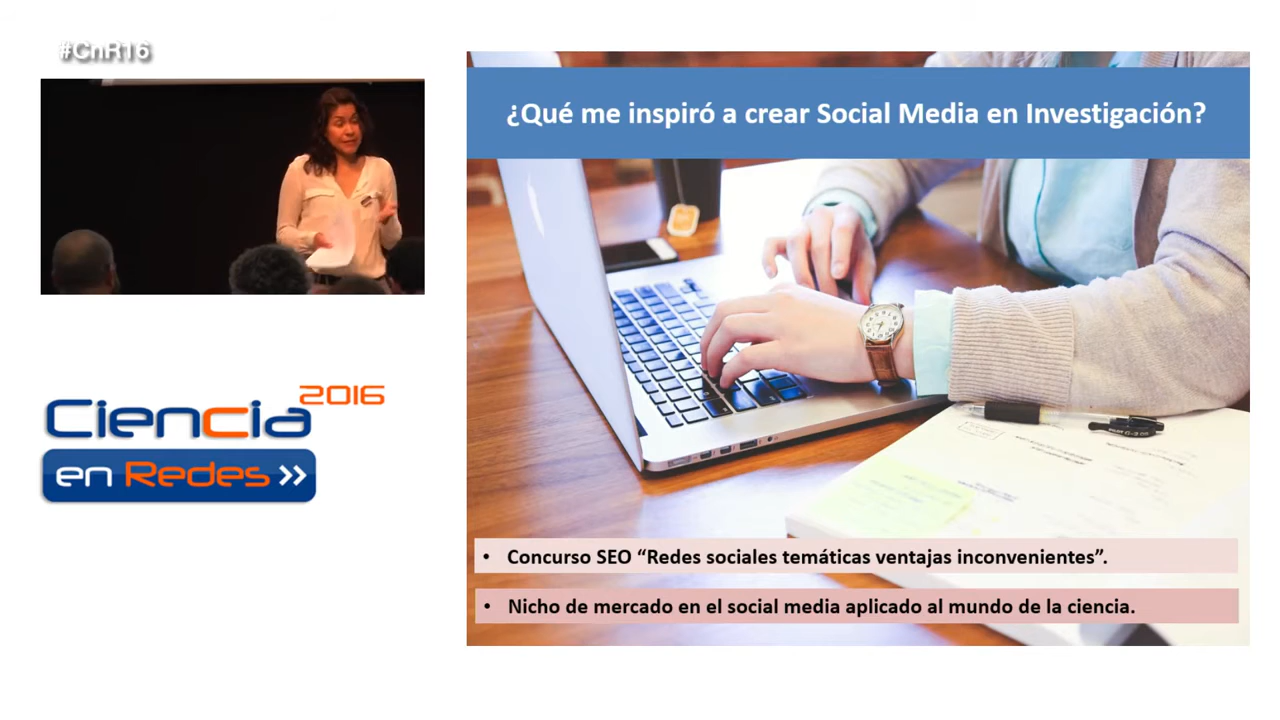 #CnR16
¿Qué me inspiró a crear Social Media en Investigación?
Ciencia 2016
en Redes >>
• Concurso SEO “Redes sociales temáticas ventajas inconvenientes”.
• Nicho de mercado en el social media aplicado al mundo de la ciencia.